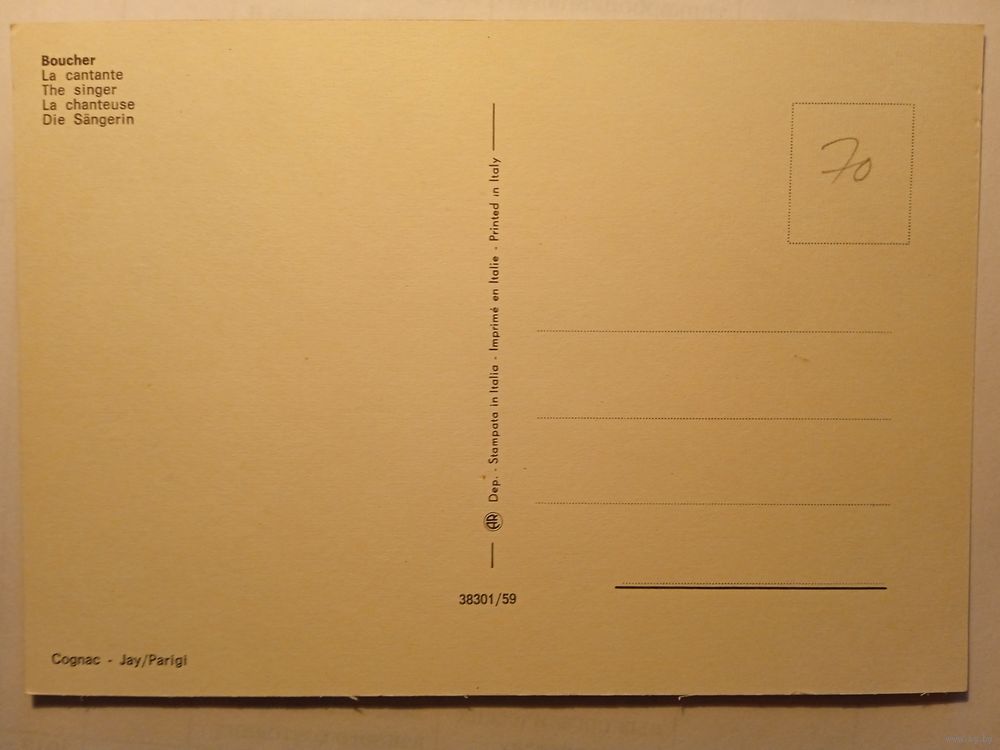 Boucher
La cantante
The singer
La chanteuse
Die Sängerin
70
AR Dep. - Stampata in Italia - Imprimé en Italie - Printed in Italy
38301/59
Cognac - Jay/Parigi